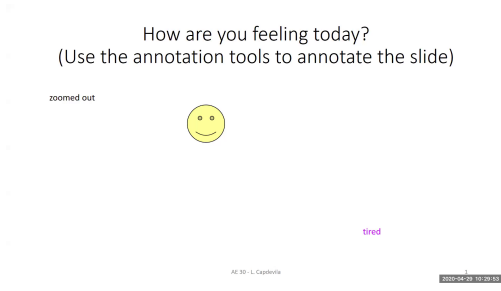 How are you feeling today?
(Use the annotation tools to annotate the slide)
zoomed out
tired
AE 30 - L. Capdevila
1
2020-04-29 10:29:53